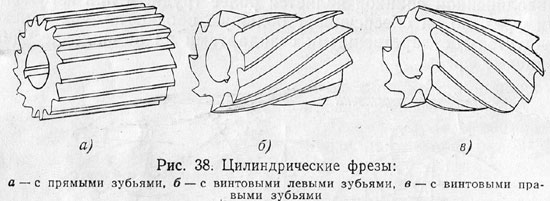 а) б) в)
Рис. 38. Цилиндрические фрезы:
а — с прямыми зубьями, б — с винтовыми левыми зубьями, в — с винтовыми пра-
выми зубьями